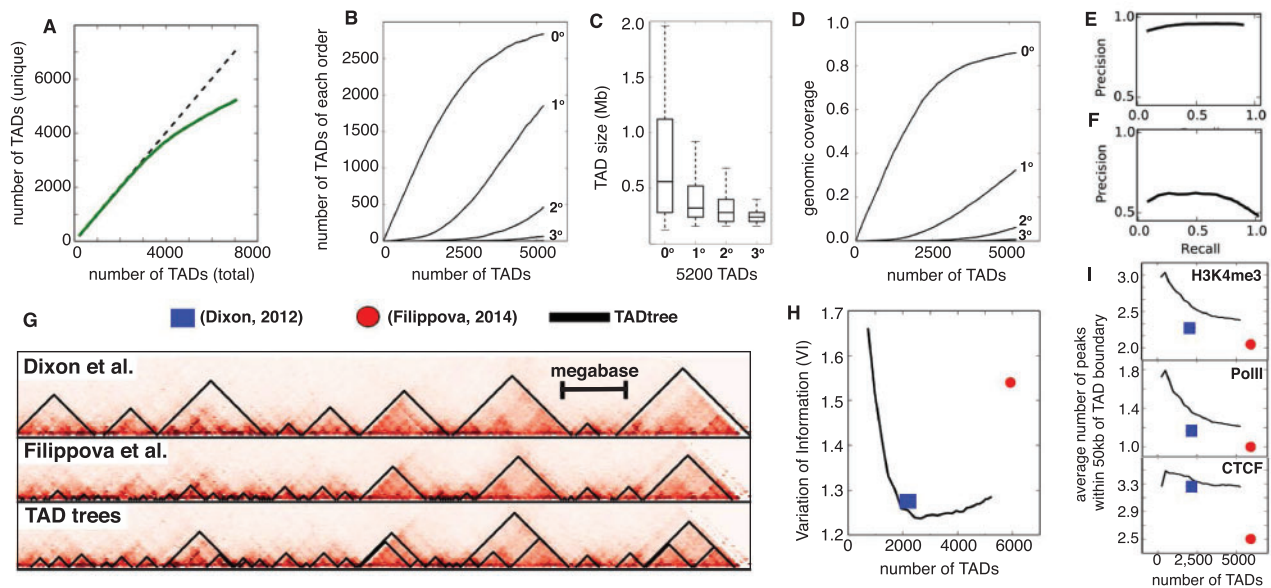 A
number of TADs (unique)
6000
4000
2000
0
0
4000
8000
number of TADs (total)
B
number of TADs of each order
2500
2000
1500
1000
500
0
0
2500
5000
number of TADs
0°
1°
2°
3°
C
TAD size (Mb)
2.0
1.5
1.0
0.5
0° 1° 2° 3°
5200 TADs
D
genomic coverage
1.0
0.8
0.6
0.4
0.2
0.0
0
2500
5000
number of TADs
0°
1°
2°
3°
E
Precision
1.0
0.5
0.0 0.5 1.0
F
Precision
1.0
0.5
0.0 0.5 1.0
Recall
G
(Dixon, 2012)
(Filippova, 2014)
TADtree
Dixon et al.
megabase
Filippova et al.
TAD trees
H
Variation of Information (VI)
1.7
1.6
1.5
1.4
1.3
1.2
0 2000 4000 6000
number of TADs
I
average number of peaks
within 50kb of TAD boundary
H3K4me3
3.0
2.5
2.0
PolII
1.8
1.4
1.0
CTCF
3.3
2.9
2.5
0 2,500 5000
number of TADs